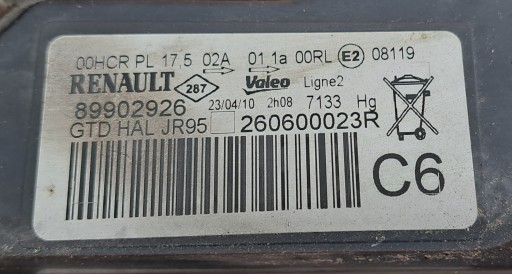 00HCR PL 17,5 02A 01,1a 00RL E2 08119
RENAULT 287 Valeo Ligne2
89902926 23/04/10 2h08 7133 Hg
GTD HAL JR95 260600023R
C6